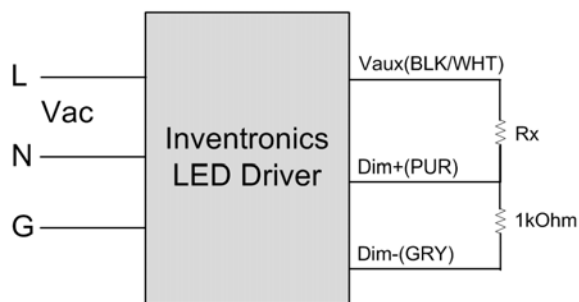 L
Vac
N
G
Inventronics
LED Driver
Vaux(BLK/WHT)
Rx
Dim+(PUR)
1kOhm
Dim-(GRY)